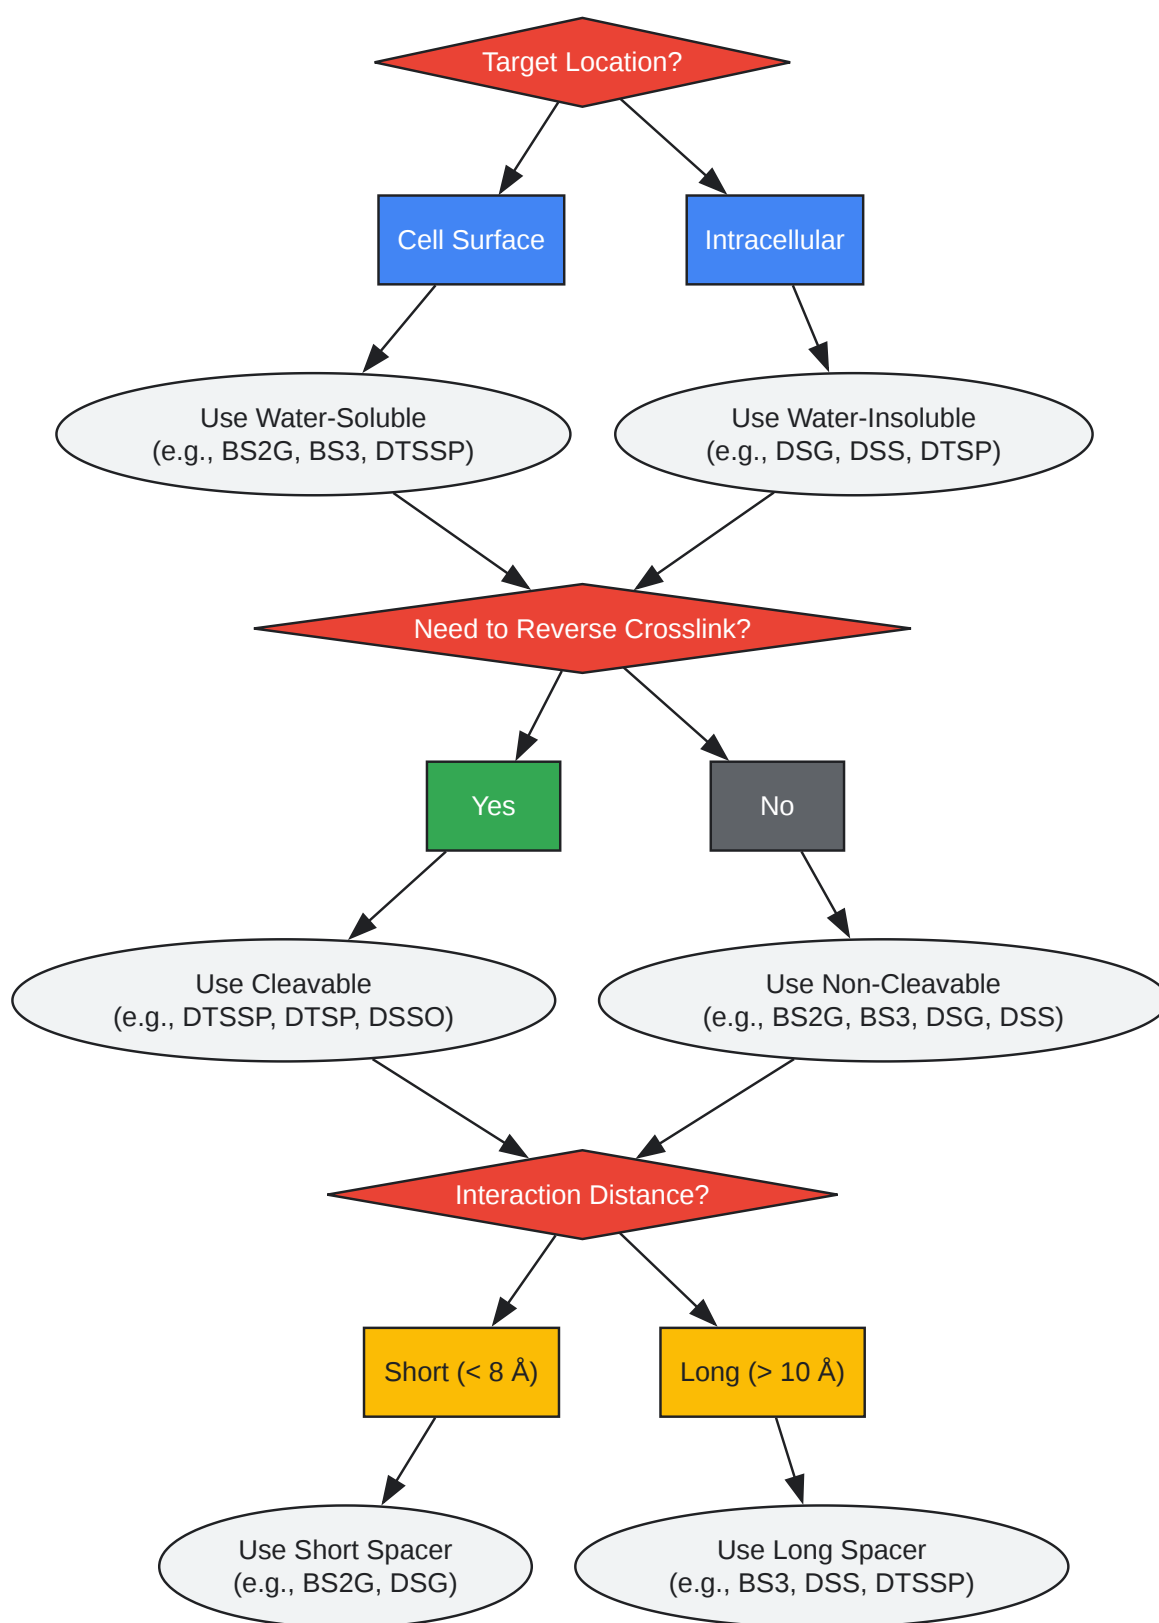 Target Location?
Cell Surface
Intracellular
Use Water-Soluble
(e.g., BS2G, BS3, DTSSP)
Use Water-Insoluble
(e.g., DSG, DSS, DTSP)
Need to Reverse Crosslink?
Yes
No
Use Cleavable
(e.g., DTSSP, DTSP, DSSO)
Use Non-Cleavable
(e.g., BS2G, BS3, DSG, DSS)
Interaction Distance?
Short (< 8 Å)
Long (> 10 Å)
Use Short Spacer
(e.g., BS2G, DSG)
Use Long Spacer
(e.g., BS3, DSS, DTSSP)